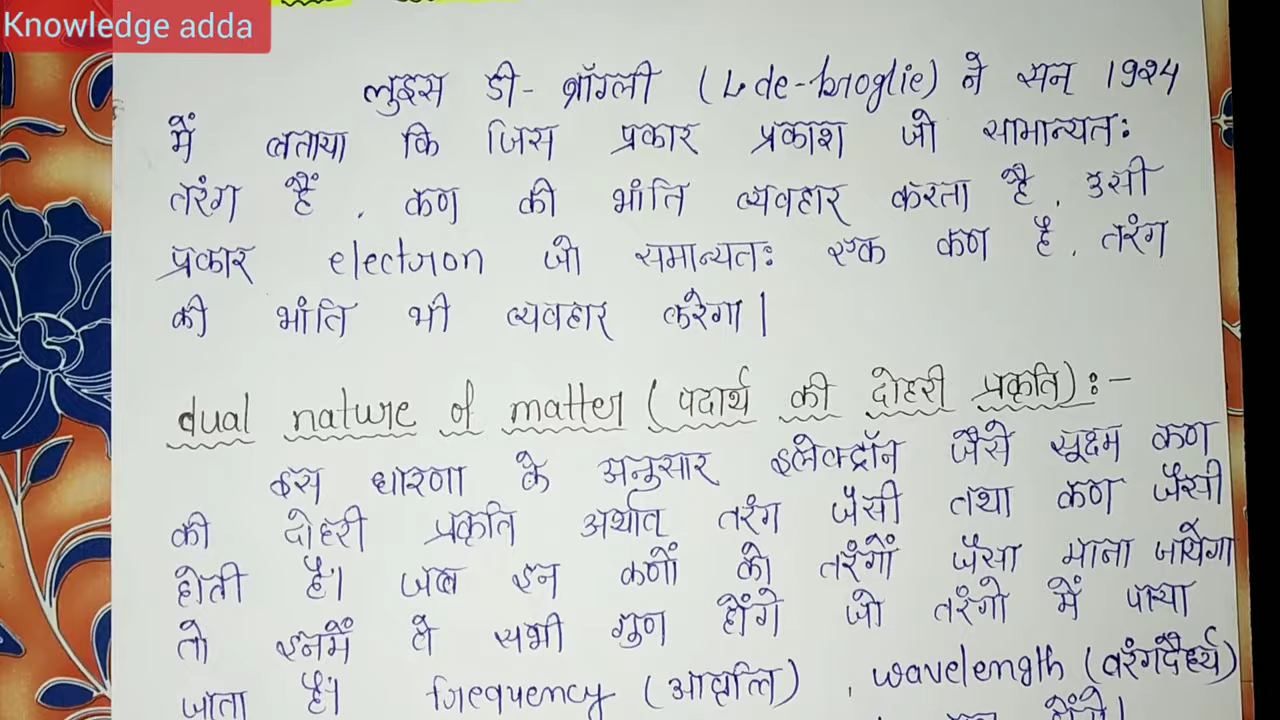 Knowledge adda
लुइस डी- ब्रॉग्ली (L de-broglie) ने सन् 1924
में बताया कि जिस प्रकार प्रकाश जो सामान्यतः
तरंग हैं, कण की भांति व्यवहार करता है, उसी
प्रकार electron जो समान्यतः एक कण है, तरंग
की भांति भी व्यवहार करेगा।
dual nature of matter (पदार्थ की दोहरी प्रकृति) :-
इस धारणा के अनुसार इलेक्ट्रॉन जैसे सूक्ष्म कण
की दोहरी प्रकृति अर्थात् तरंग जैसी तथा कण जैसी
होती है। जब इन कणों को तरंगों जैसा माना जायेगा
तो इनमें वे सभी गुण होंगे जो तरंगो में पाया
जाता है। frequency (आवृत्ति), wavelength (तरंगदैर्ध्य)
होंगे।